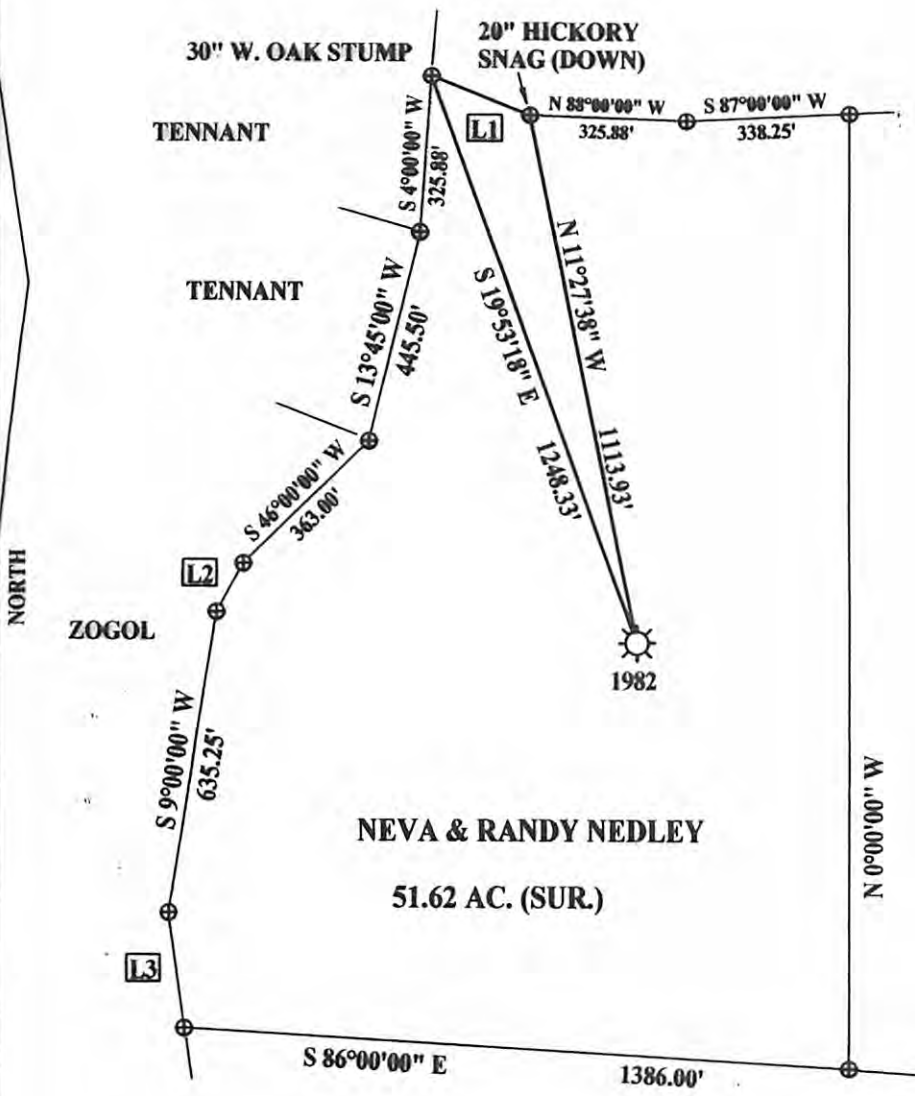 30" W. OAK STUMP
20" HICKORY
SNAG (DOWN)
TENNANT
L1
N 88°00'00" W
325.88'
S 87°00'00" W
338.25'
S 4°00'00" W
325.88'
TENNANT
S 13°45'00" W
445.50'
S 19°53'18" E
1248.33'
N 11°27'38" W
1113.93'
S 46°00'00" W
363.00'
L2
NORTH
ZOGOL
1982
S 9°00'00" W
635.25'
NEVA & RANDY NEDLEY
51.62 AC. (SUR.)
N 0°00'00" W
L3
S 86°00'00" E
1386.00'